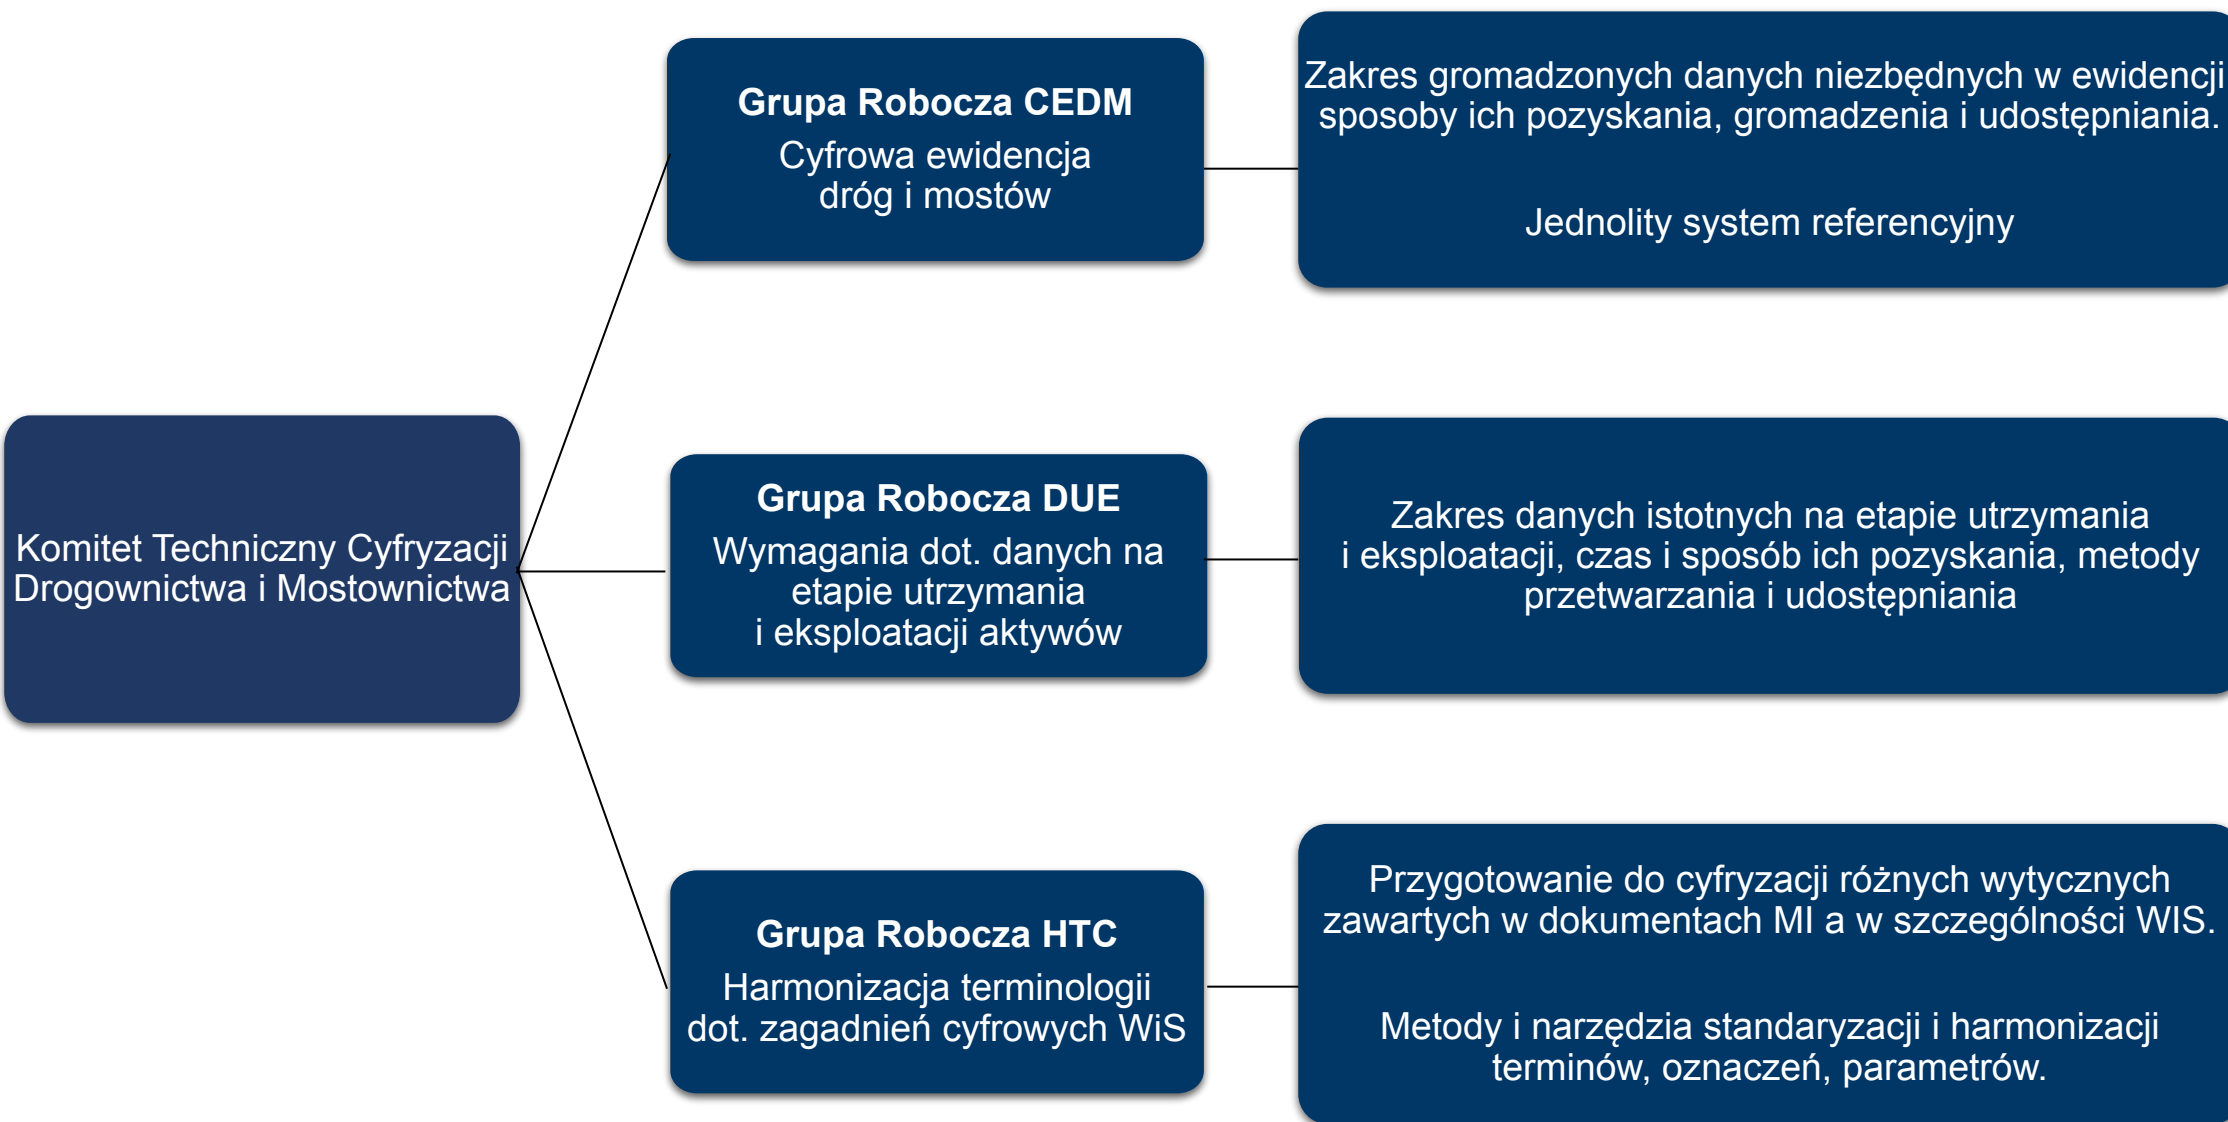 Komitet Techniczny Cyfryzacji
Drogownictwa i Mostownictwa
Grupa Robocza CEDM
Cyfrowa ewidencja
dróg i mostów
Zakres gromadzonych danych niezbędnych w ewidencji
sposoby ich pozyskania, gromadzenia i udostępniania.
Jednolity system referencyjny
Grupa Robocza DUE
Wymagania dot. danych na
etapie utrzymania
i eksploatacji aktywów
Zakres danych istotnych na etapie utrzymania
i eksploatacji, czas i sposób ich pozyskania, metody
przetwarzania i udostępniania
Grupa Robocza HTC
Harmonizacja terminologii
dot. zagadnień cyfrowych WiS
Przygotowanie do cyfryzacji różnych wytycznych
zawartych w dokumentach MI a w szczególności WIS.
Metody i narzędzia standaryzacji i harmonizacji
terminów, oznaczeń, parametrów.